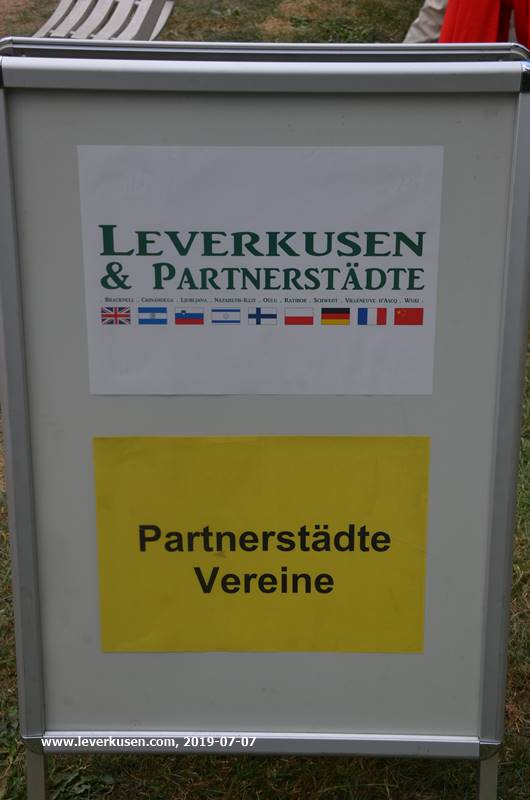 LEVERKUSEN
& PARTNERSTÄDTE
BRACKNELL . CHINANDEGA . LJUBLJANA . NAZARETH-ILLIT . OULU . RATIBOR . SCHWEDT . VILLENEUVE D'ASCQ . WUXI .
Partnerstädte
Vereine
www.leverkusen.com, 2019-07-07